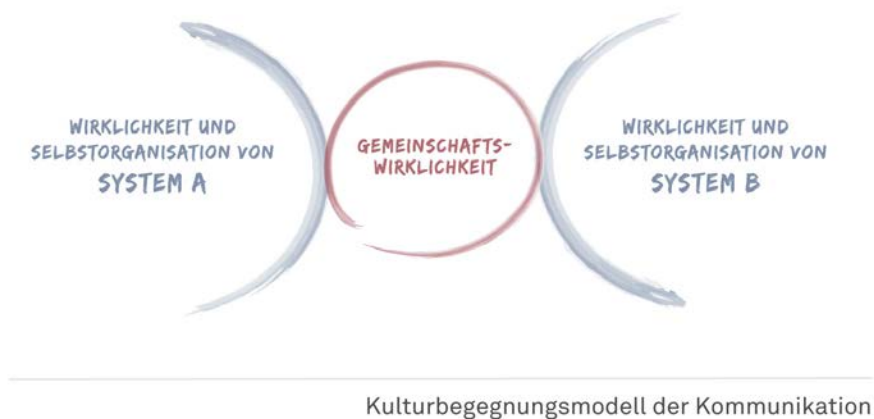 WIRKLICHKEIT UND
SELBSTORGANISATION VON
SYSTEM A
GEMEINSCHAFTS-
WIRKLICHKEIT
WIRKLICHKEIT UND
SELBSTORGANISATION VON
SYSTEM B
Kulturbegegnungsmodell der Kommunikation